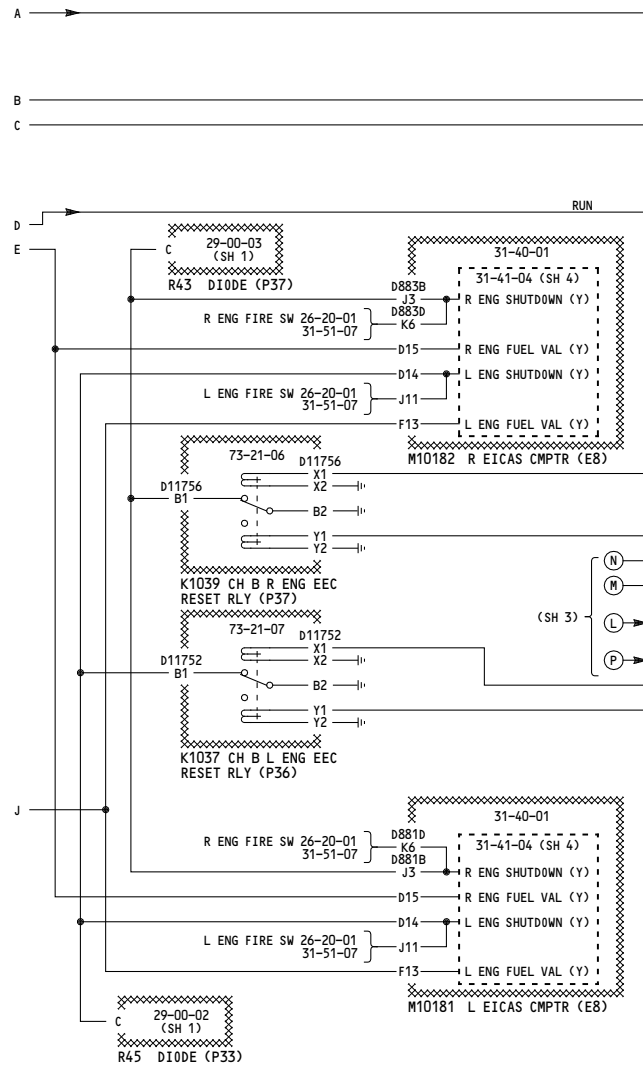 A
B
C
D
RUN
E
C
29-00-03
(SH 1)
R43 DIODE (P37)
31-40-01
31-41-04 (SH 4)
D883B
J3
R ENG SHUTDOWN (Y)
D883D
K6
R ENG FIRE SW 26-20-01
31-51-07
D15
R ENG FUEL VAL (Y)
D14
L ENG SHUTDOWN (Y)
L ENG FIRE SW 26-20-01
31-51-07
J11
F13
L ENG FUEL VAL (Y)
M10182 R EICAS CMPTR (E8)
73-21-06
D11756
X1
X2
D11756
B1
B2
Y1
Y2
K1039 CH B R ENG EEC
RESET RLY (P37)
N
M
(SH 3)
L
P
73-21-07
D11752
X1
X2
D11752
B1
B2
Y1
Y2
K1037 CH B L ENG EEC
RESET RLY (P36)
J
31-40-01
31-41-04 (SH 4)
R ENG FIRE SW 26-20-01
31-51-07
D881D
K6
D881B
J3
R ENG SHUTDOWN (Y)
D15
R ENG FUEL VAL (Y)
D14
L ENG SHUTDOWN (Y)
L ENG FIRE SW 26-20-01
31-51-07
J11
F13
L ENG FUEL VAL (Y)
M10181 L EICAS CMPTR (E8)
C
29-00-02
(SH 1)
R45 DIODE (P33)